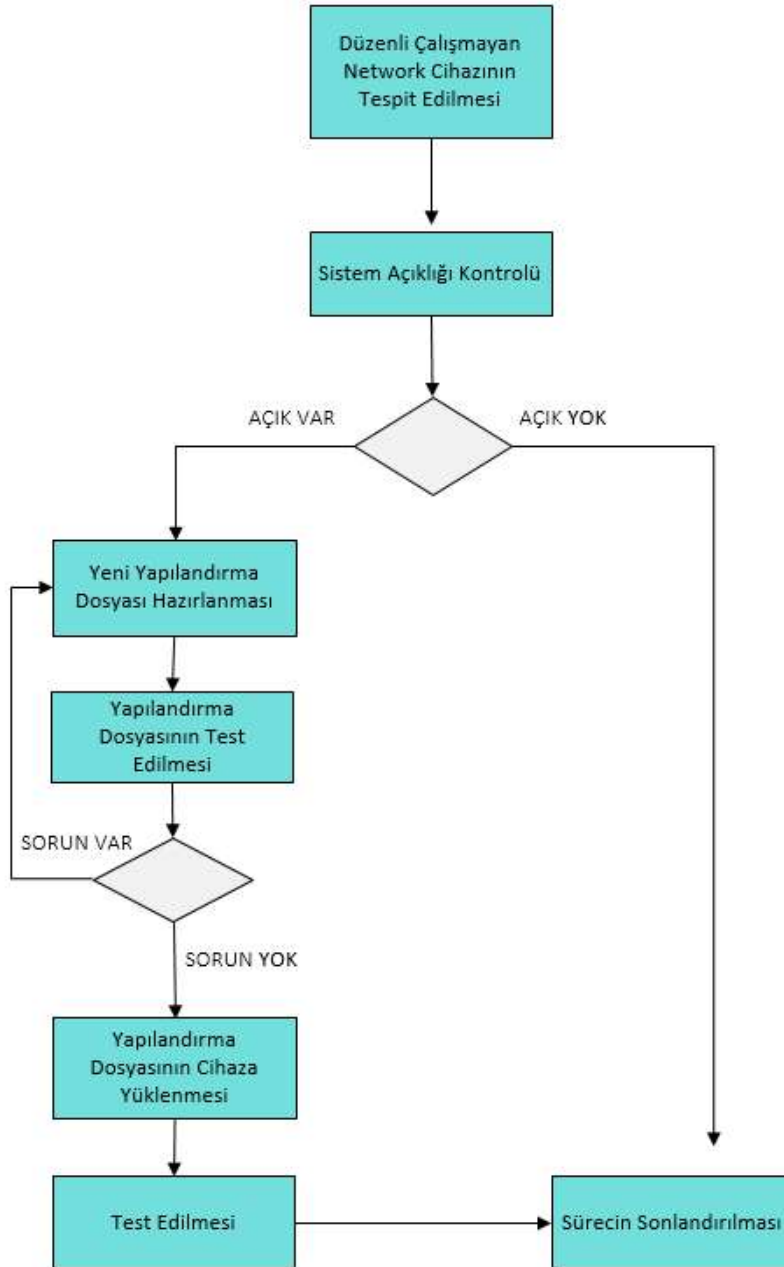 Düzenli Çalışmayan
Network Cihazının
Tespit Edilmesi
Sistem Açıklığı Kontrolü
AÇIK VAR
AÇIK YOK
Yeni Yapılandırma
Dosyası Hazırlanması
Yapılandırma
Dosyasının Test
Edilmesi
SORUN VAR
SORUN YOK
Yapılandırma
Dosyasının Cihaza
Yüklenmesi
Test Edilmesi
Sürecin Sonlandırılması